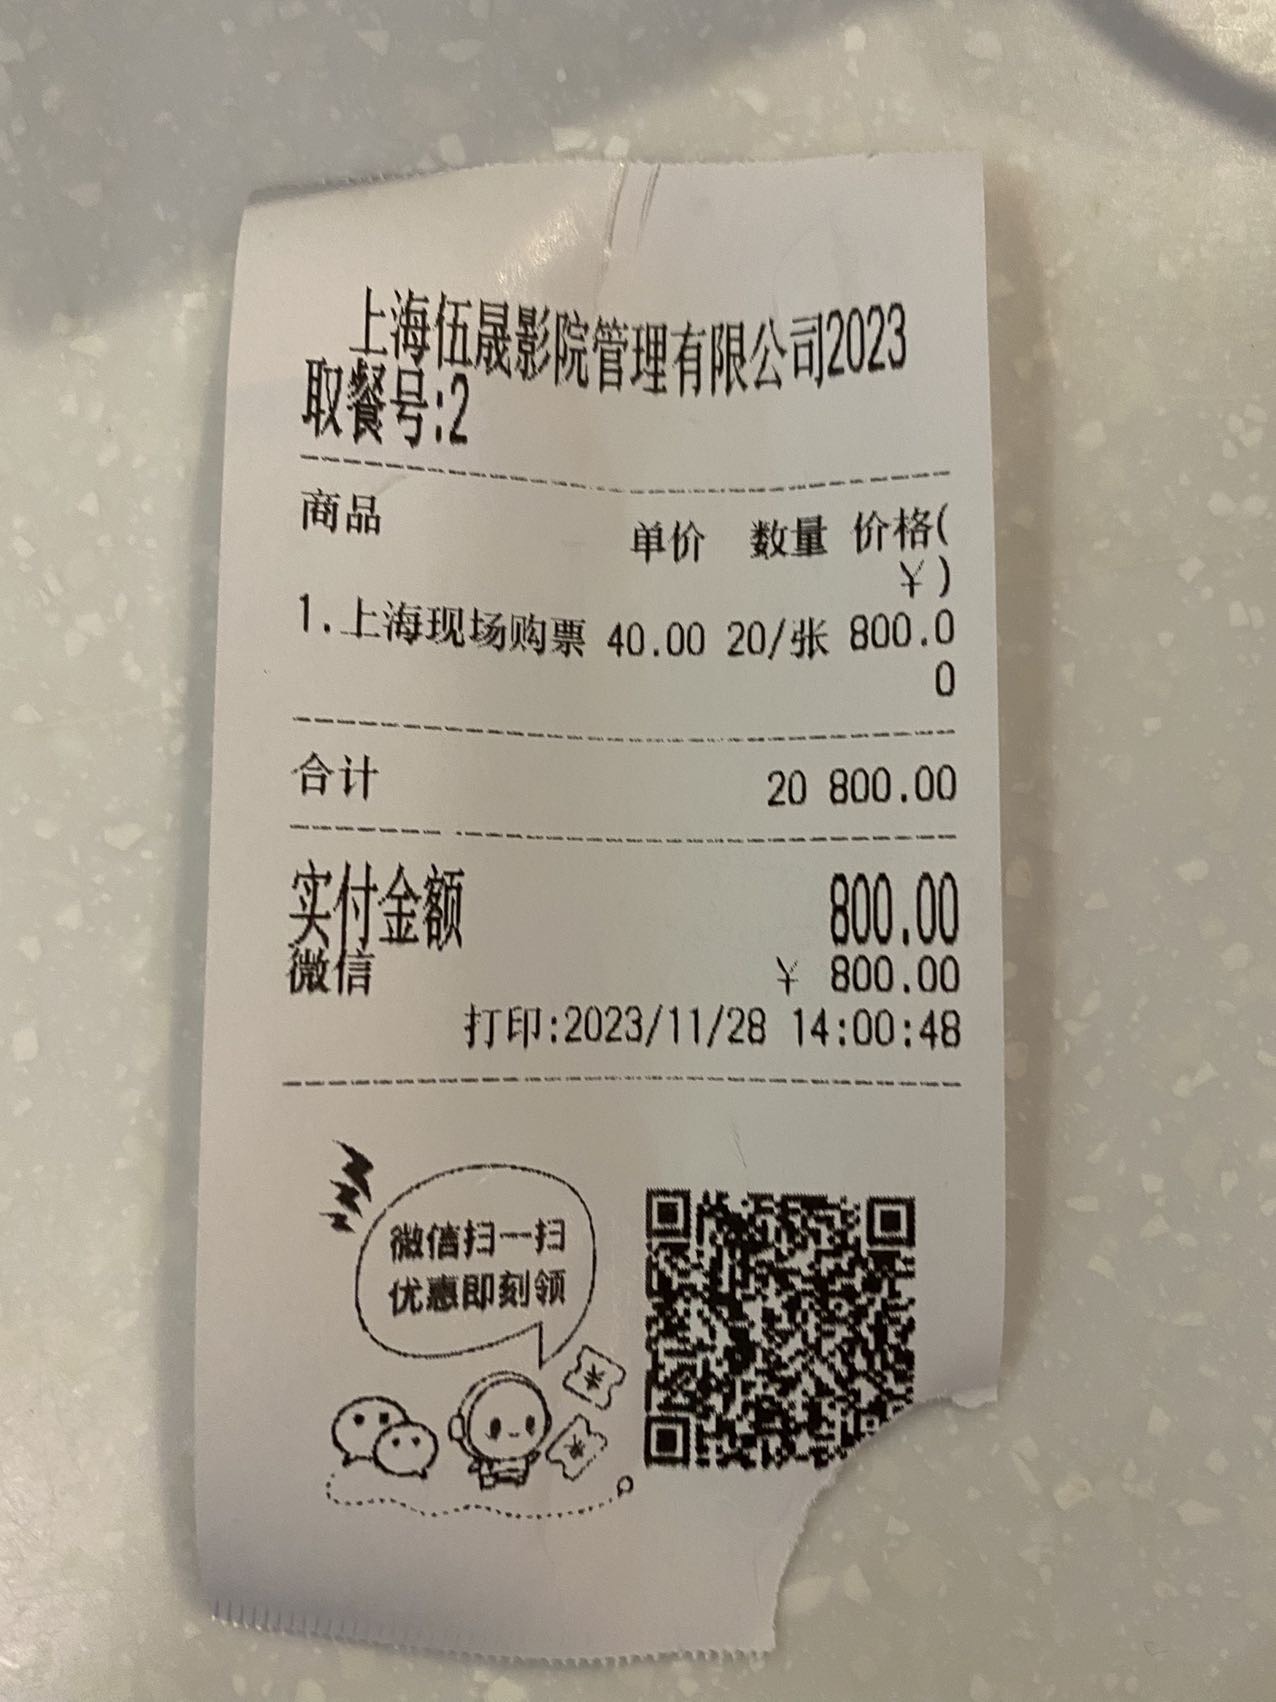 上海伍晟影院管理有限公司2023
取餐号:2
商品 单价 数量 价格(
¥)
1.上海现场购票 40.00 20/张 800.0
0
合计 20 800.00
实付金额 800.00
微信 ¥ 800.00
打印:2023/11/28 14:00:48
微信扫一扫
优惠即刻领